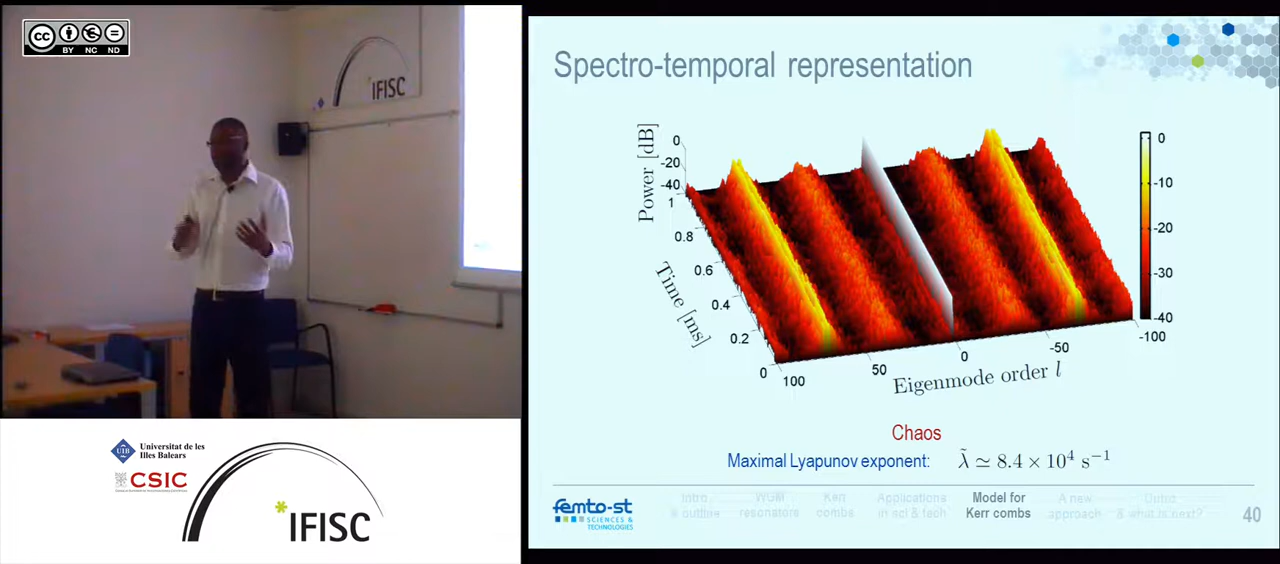 cc
BY NC ND
IFISC
Universitat de les
Illes Balears
UIB
CSIC
*IFISC
Spectro-temporal representation
Power [dB]
0
-20
-40
Time [ms]
1
0.8
0.6
0.4
0.2
0
100
50
0
-50
-100
Eigenmode order l
0
-10
-20
-30
-40
Chaos
Maximal Lyapunov exponent: λ̃ ≃ 8.4 × 10⁴ s⁻¹
femto-st
SCIENCES &
TECHNOLOGIES
Intro
& outline
WGM
resonators
Kerr
combs
Applications
in sci & tech
Model for
Kerr combs
A new
approach
Outro
& what is next?
40